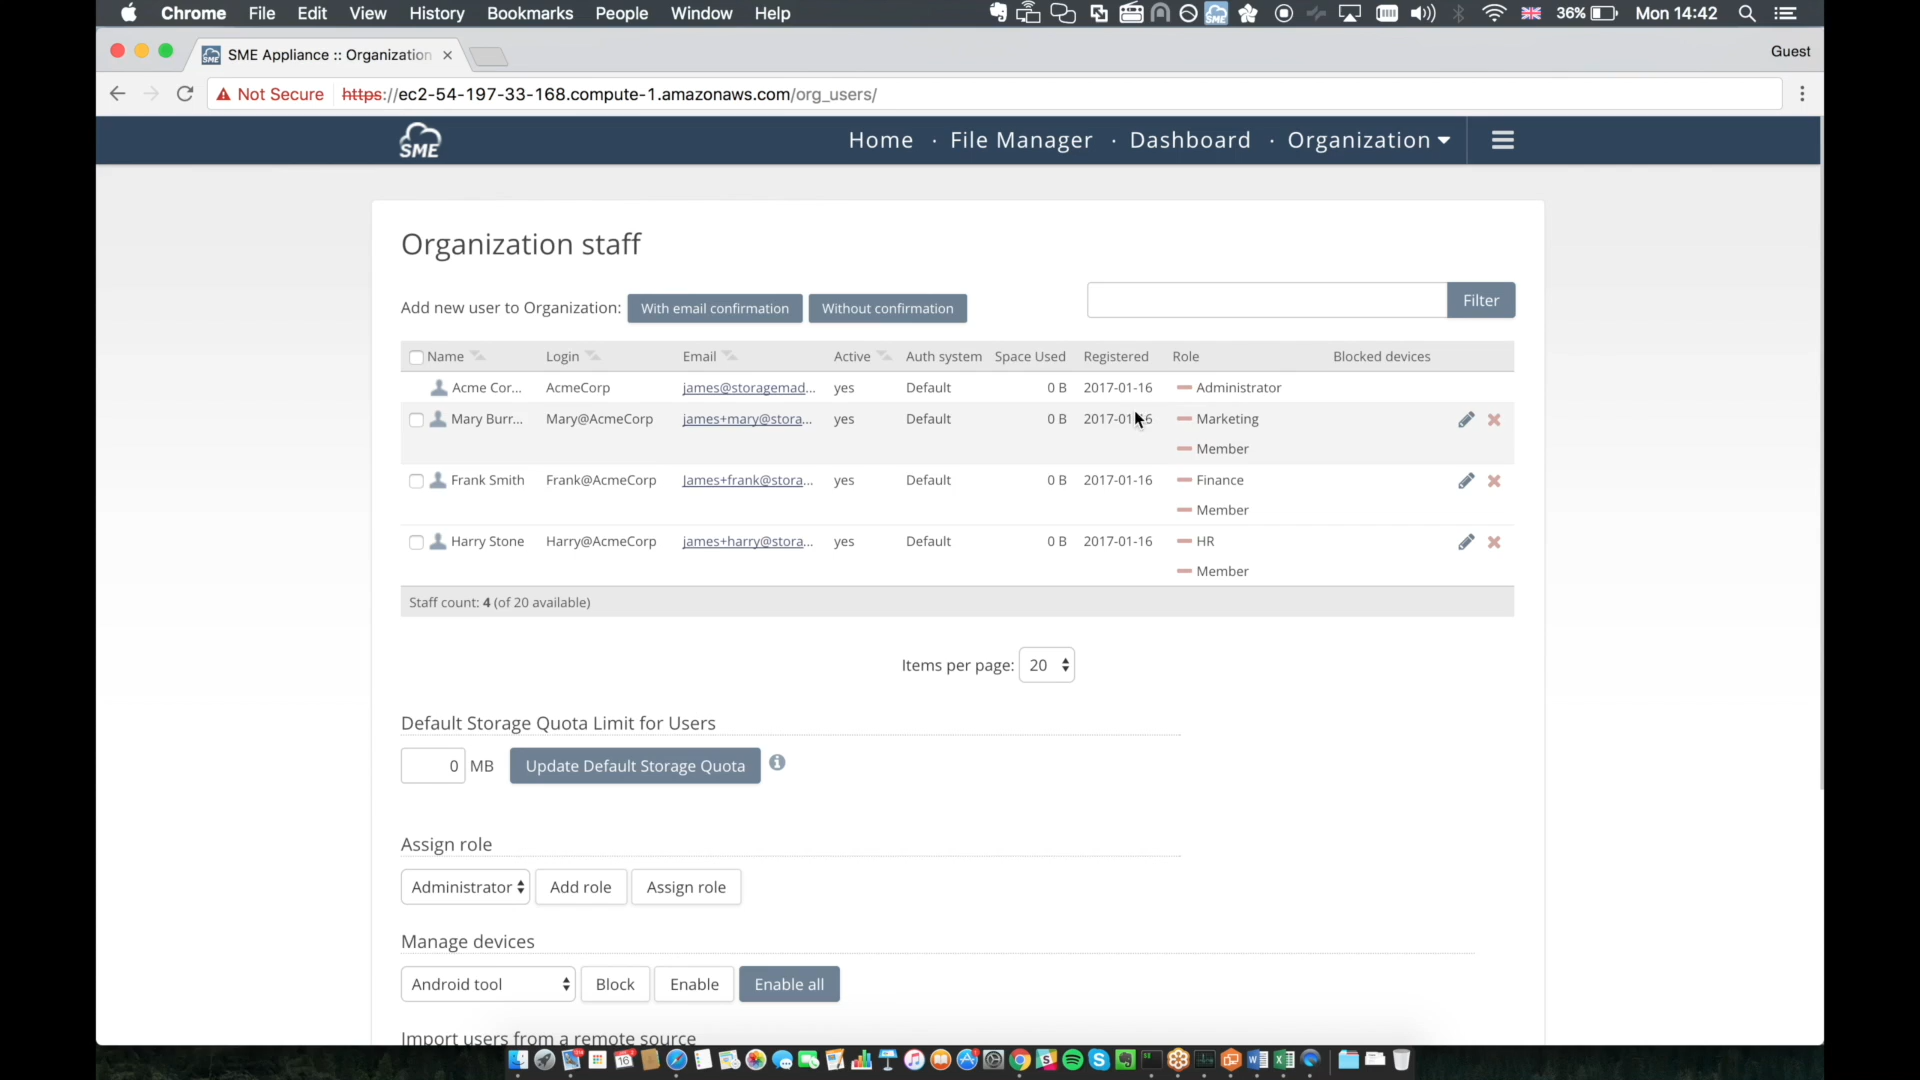 Chrome File Edit View History Bookmarks People Window Help 36% Mon 14:42
SME Appliance :: Organization Guest
Not Secure https://ec2-54-197-33-168.compute-1.amazonaws.com/org_users/
SME Home · File Manager · Dashboard · Organization
Organization staff
Add new user to Organization: With email confirmation Without confirmation Filter
Name Login Email Active Auth system Space Used Registered Role Blocked devices
Acme Cor... AcmeCorp james@storagemad... yes Default 0 B 2017-01-16 Administrator
Mary Burr... Mary@AcmeCorp james+mary@stora... yes Default 0 B 2017-01-16 Marketing
Member
Frank Smith Frank@AcmeCorp James+frank@stora... yes Default 0 B 2017-01-16 Finance
Member
Harry Stone Harry@AcmeCorp james+harry@stora... yes Default 0 B 2017-01-16 HR
Member
Staff count: 4 (of 20 available)
Items per page: 20
Default Storage Quota Limit for Users
0 MB Update Default Storage Quota
Assign role
Administrator Add role Assign role
Manage devices
Android tool Block Enable Enable all
Import users from a remote source